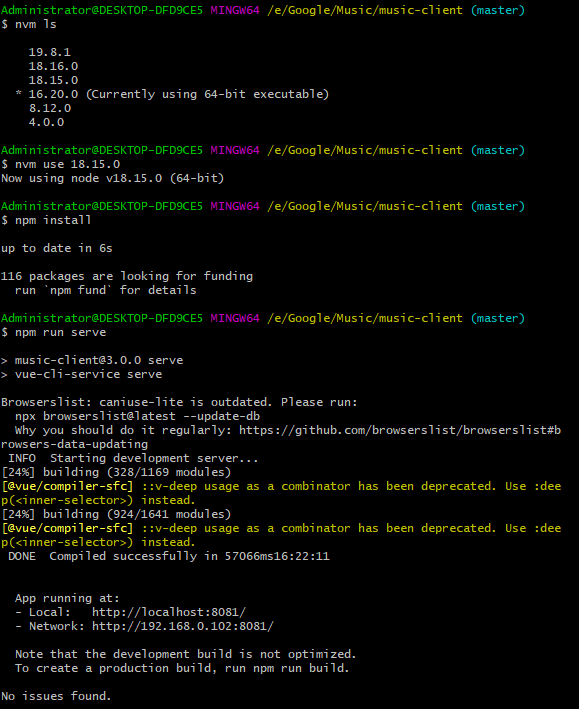 Administrator@DESKTOP-DFD9CE5 MINGW64 /e/Google/Music/music-client (master)
$ nvm ls
19.8.1
18.16.0
18.15.0
* 16.20.0 (Currently using 64-bit executable)
8.12.0
4.0.0
Administrator@DESKTOP-DFD9CE5 MINGW64 /e/Google/Music/music-client (master)
$ nvm use 18.15.0
Now using node v18.15.0 (64-bit)
Administrator@DESKTOP-DFD9CE5 MINGW64 /e/Google/Music/music-client (master)
$ npm install
up to date in 6s
116 packages are looking for funding
run `npm fund` for details
Administrator@DESKTOP-DFD9CE5 MINGW64 /e/Google/Music/music-client (master)
$ npm run serve
> music-client@3.0.0 serve
> vue-cli-service serve
Browserslist: caniuse-lite is outdated. Please run:
npx browserslist@latest --update-db
Why you should do it regularly: https://github.com/browserslist/browserslist#b
rowsers-data-updating
INFO  Starting development server...
[24%] building (328/1169 modules)
[@vue/compiler-sfc] ::v-deep usage as a combinator has been deprecated. Use :dee
p(<inner-selector>) instead.
[24%] building (924/1641 modules)
[@vue/compiler-sfc] ::v-deep usage as a combinator has been deprecated. Use :dee
p(<inner-selector>) instead.
DONE  Compiled successfully in 57066ms16:22:11
App running at:
- Local:   http://localhost:8081/
- Network: http://192.168.0.102:8081/
Note that the development build is not optimized.
To create a production build, run npm run build.
No issues found.